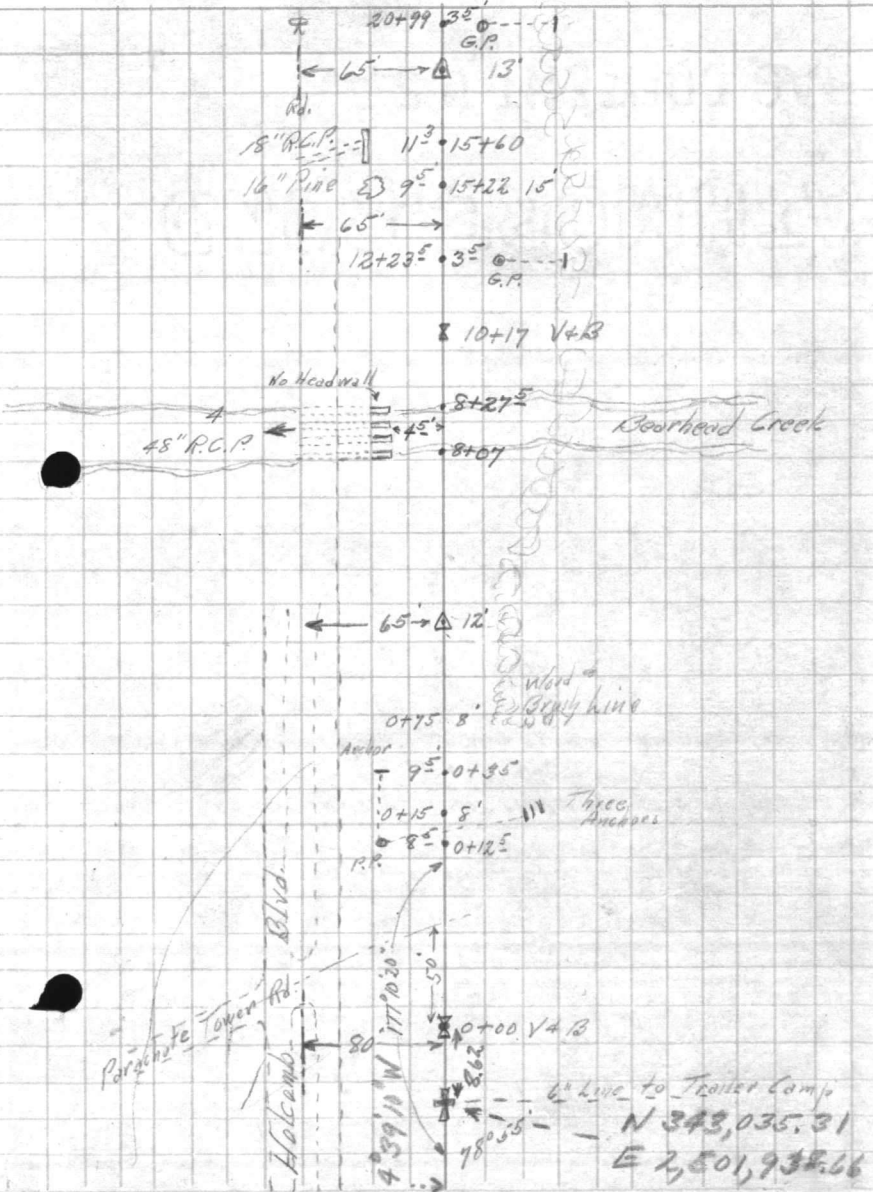 20+99 3⁵'
G.P.
65' 13'
Rd.
18" R.C.P. 11³ 15+60
16" Pine 9⁵' 15+22 15'
65'
12+23⁵ 3⁵'
G.P.
10+17 V&B
No Headwall
8+27⁵
4
48" R.C.P.
45'
Bearhead Creek
8+07
65' 12'
Wood &
Brush Line
0+75 8'
Anchor
9⁵' 0+35
0+15 8'
Three
Anchors
P.P. 8⁵' 0+12⁵
Holcomb Blvd.
50'
Parachute Tower Rd.
4°39'10"W 177°10'20"
0+00 V&B
80'
8.62
6" Line to Trailer Camp
78°55'
N 343,035.31